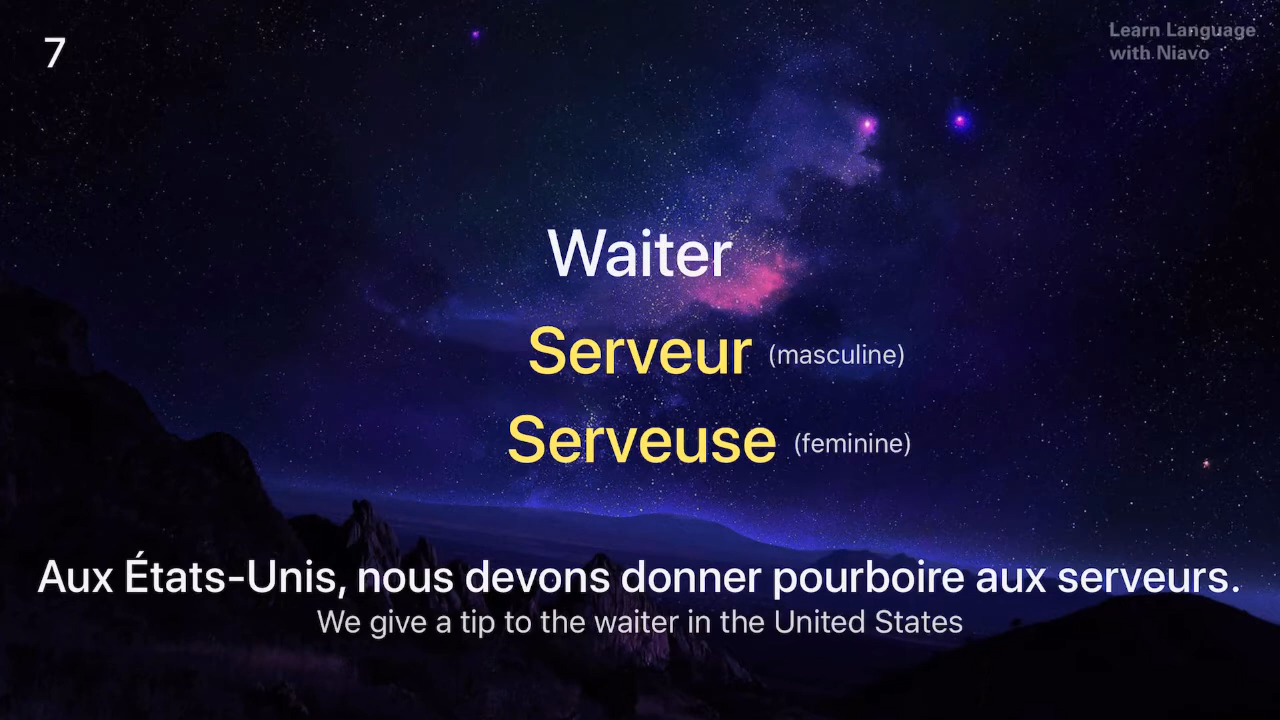 7
Learn Language
with Niavo
Waiter
Serveur (masculine)
Serveuse (feminine)
Aux États-Unis, nous devons donner pourboire aux serveurs.
We give a tip to the waiter in the United States